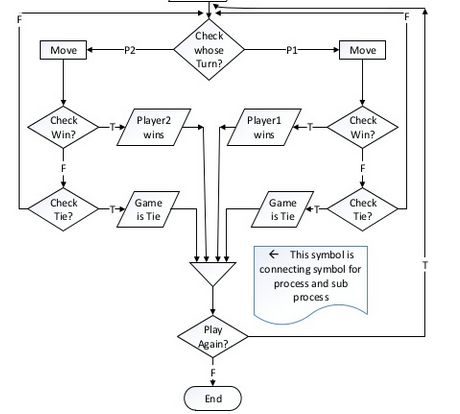 F
F
Check
whose
Turn?
Move
P2
P1
Move
Check
Win?
T
Player2
wins
Player1
wins
T
Check
Win?
F
F
Check
Tie?
T
Game
is Tie
Game
is Tie
T
Check
Tie?
← This symbol is
connecting symbol for
process and sub
process
T
Play
Again?
F
End